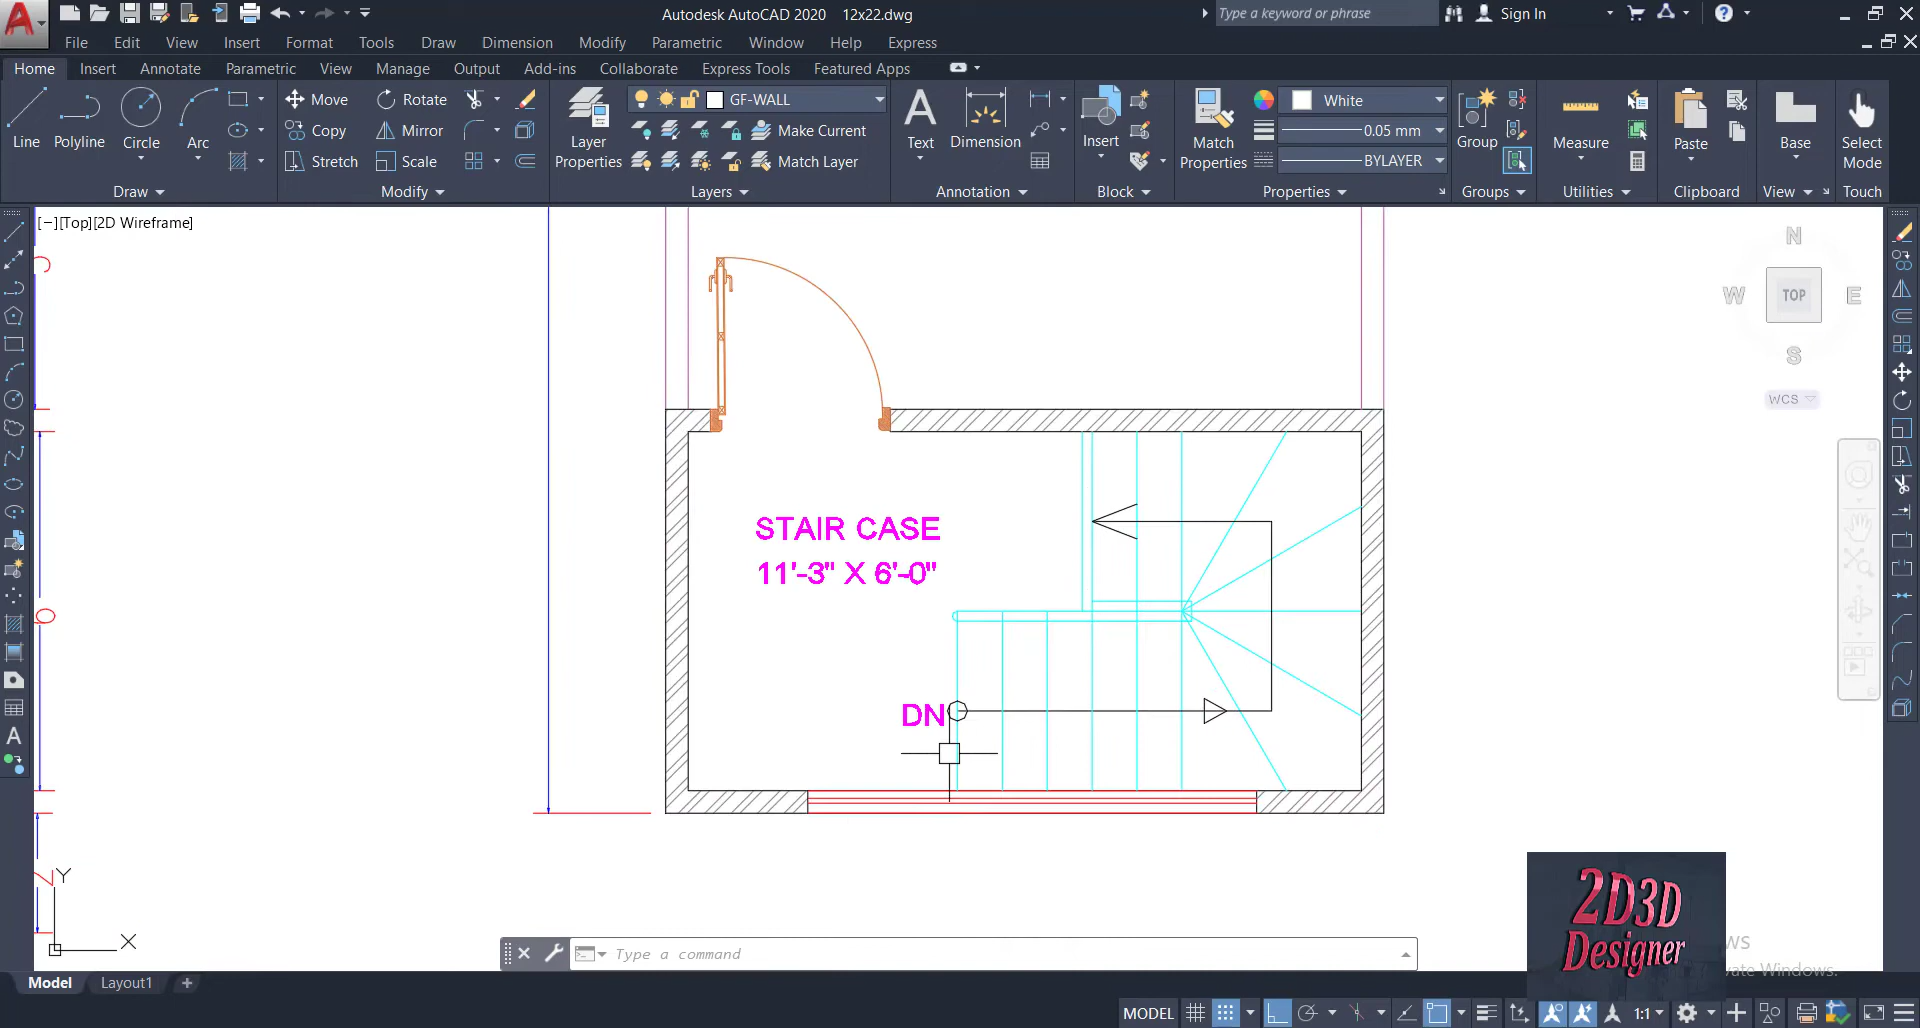 Autodesk AutoCAD 2020 12x22.dwg
Type a keyword or phrase
Sign In
File Edit View Insert Format Tools Draw Dimension Modify Parametric Window Help Express
Home Insert Annotate Parametric View Manage Output Add-ins Collaborate Express Tools Featured Apps
Line
Polyline
Circle
Arc
Draw
Move
Rotate
Copy
Mirror
Stretch
Scale
Modify
Layer
Properties
GF-WALL
Make Current
Match Layer
Layers
Text
Dimension
Annotation
Insert
Block
Match
Properties
White
0.05 mm
BYLAYER
Properties
Group
Groups
Measure
Utilities
Paste
Clipboard
Base
View
Select
Mode
Touch
[−][Top][2D Wireframe]
N
W
TOP
E
S
WCS
STAIR CASE
11'-3" X 6'-0"
DN
Y
X
A
Type a command
2D3D
Designer
Model
Layout1
MODEL
1:1